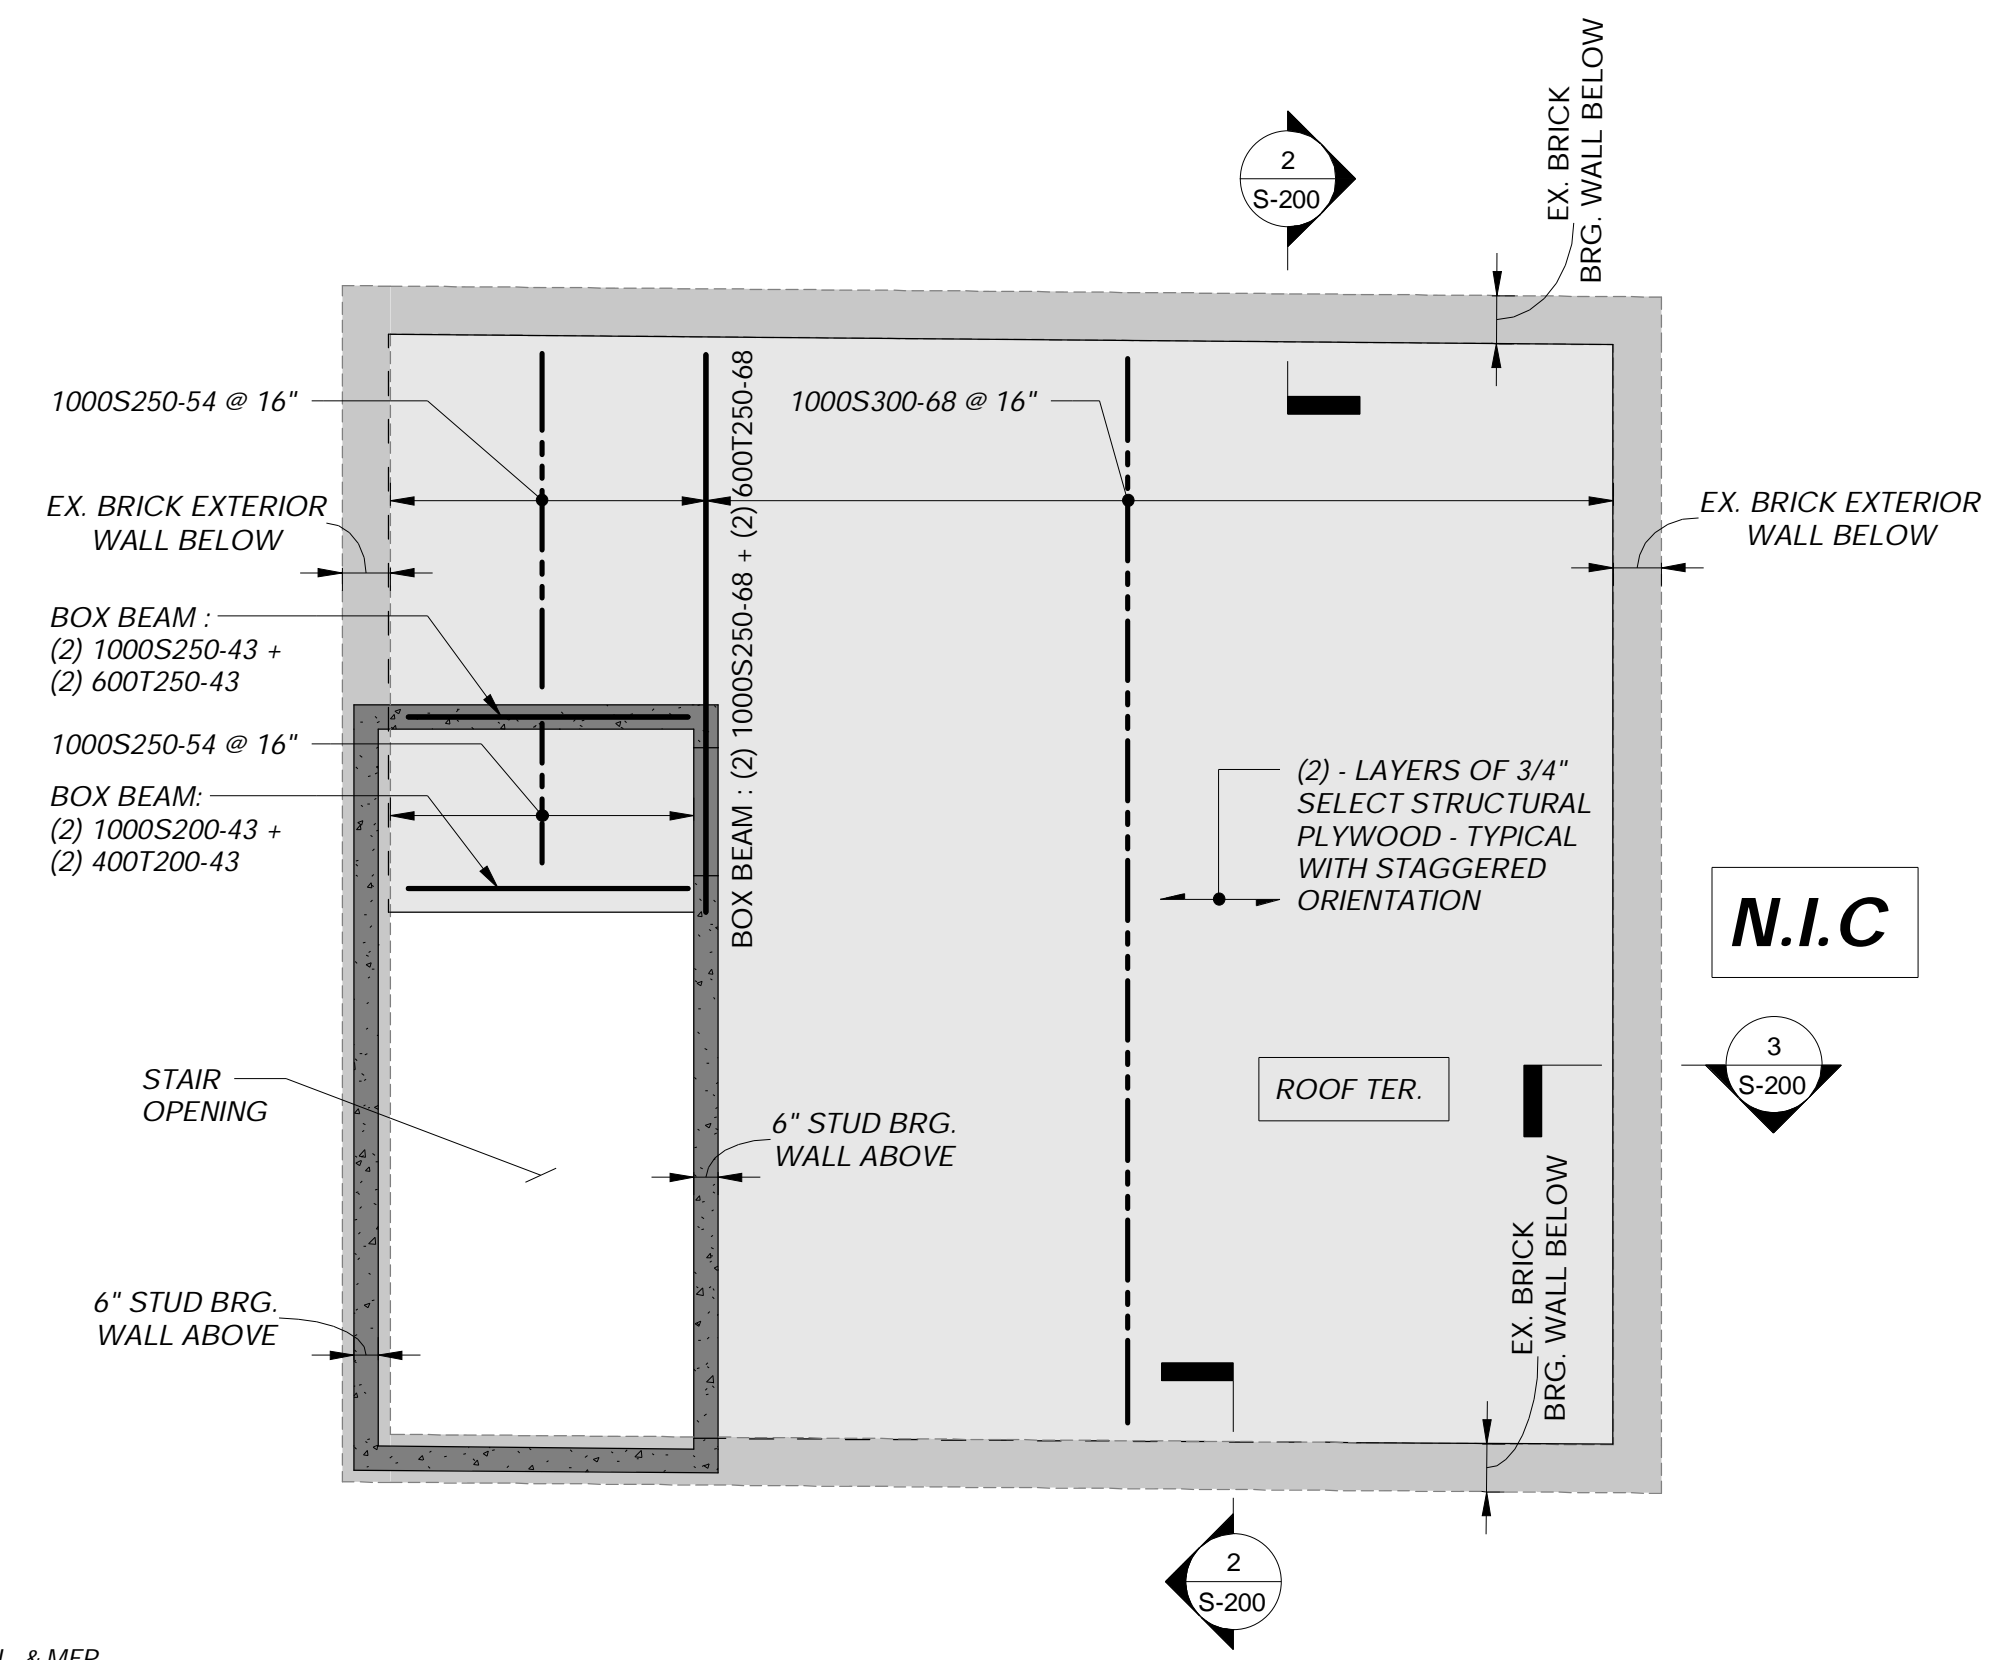 EX. BRICK
BRG. WALL BELOW
2
S-200
1000S250-54 @ 16"
1000S300-68 @ 16"
BOX BEAM : (2) 1000S250-68 + (2) 600T250-68
EX. BRICK EXTERIOR
WALL BELOW
EX. BRICK EXTERIOR
WALL BELOW
BOX BEAM :
(2) 1000S250-43 +
(2) 600T250-43
1000S250-54 @ 16"
BOX BEAM:
(2) 1000S200-43 +
(2) 400T200-43
(2) - LAYERS OF 3/4"
SELECT STRUCTURAL
PLYWOOD - TYPICAL
WITH STAGGERED
ORIENTATION
N.I.C
3
S-200
STAIR
OPENING
ROOF TER.
6" STUD BRG.
WALL ABOVE
EX. BRICK
BRG. WALL BELOW
6" STUD BRG.
WALL ABOVE
2
S-200